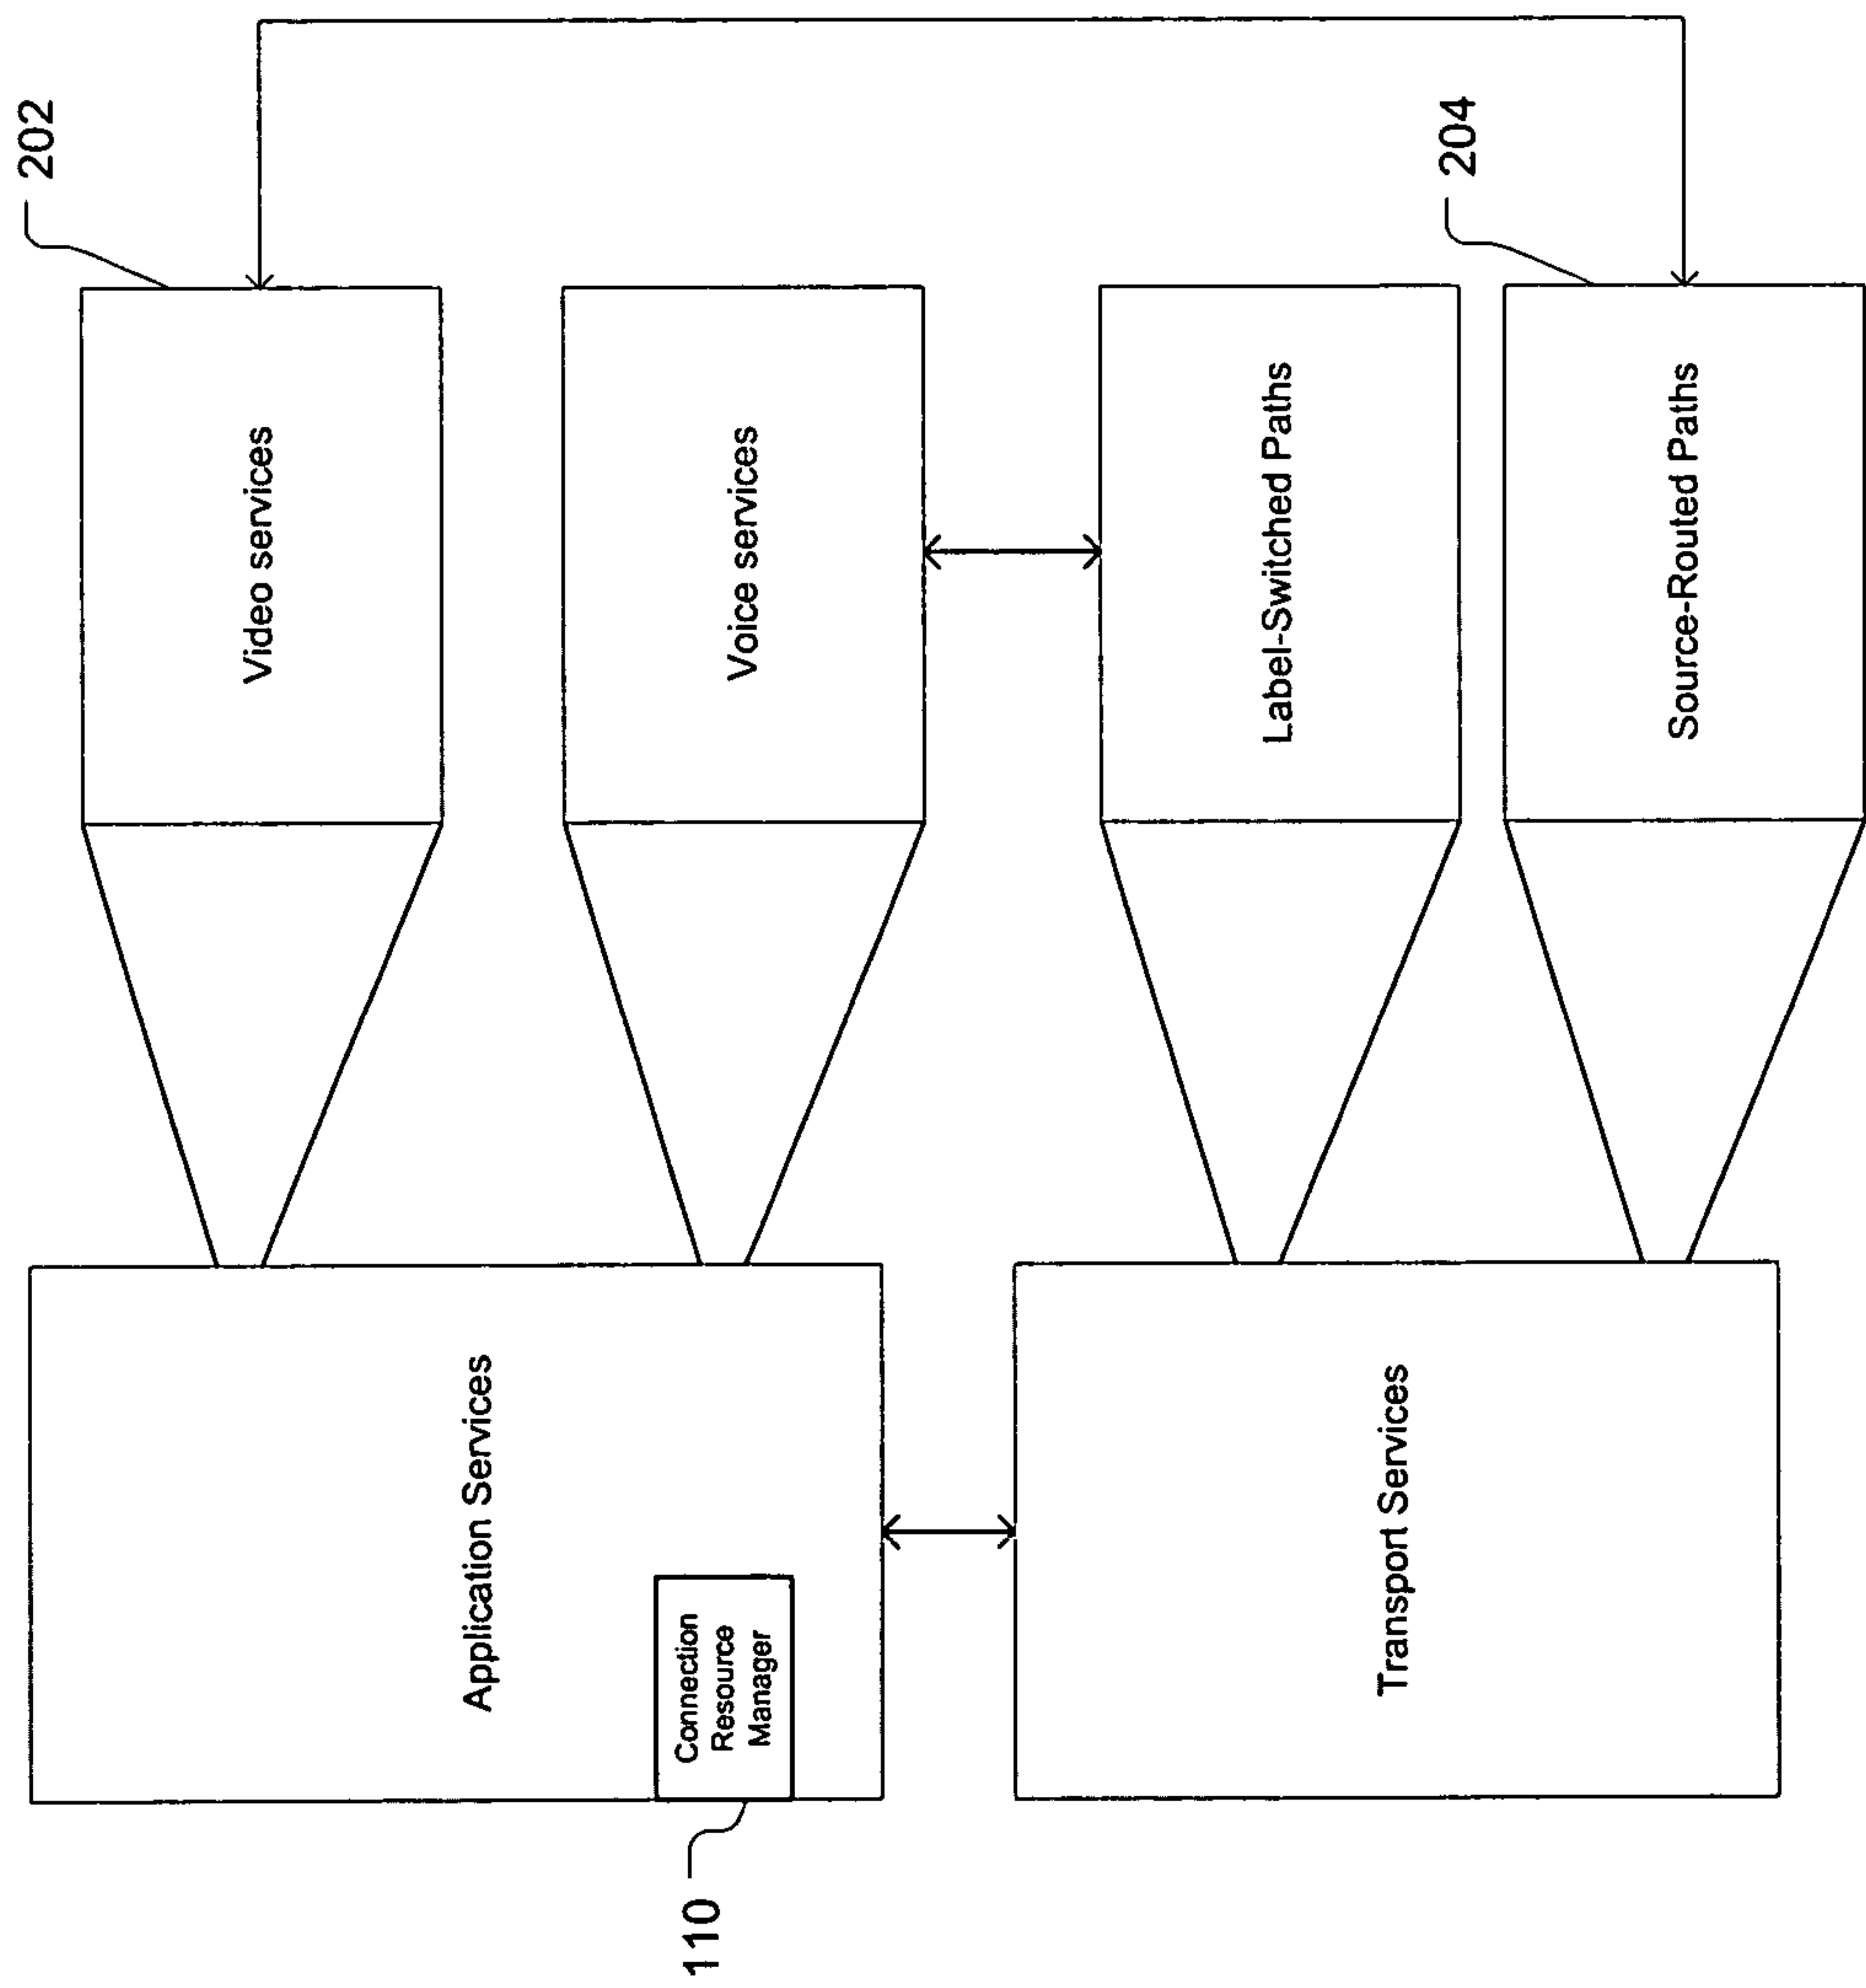 202
Video services
Application Services
Voice services
Connection
Resource
Manager
110
Label-Switched Paths
Transport Services
204
Source-Routed Paths